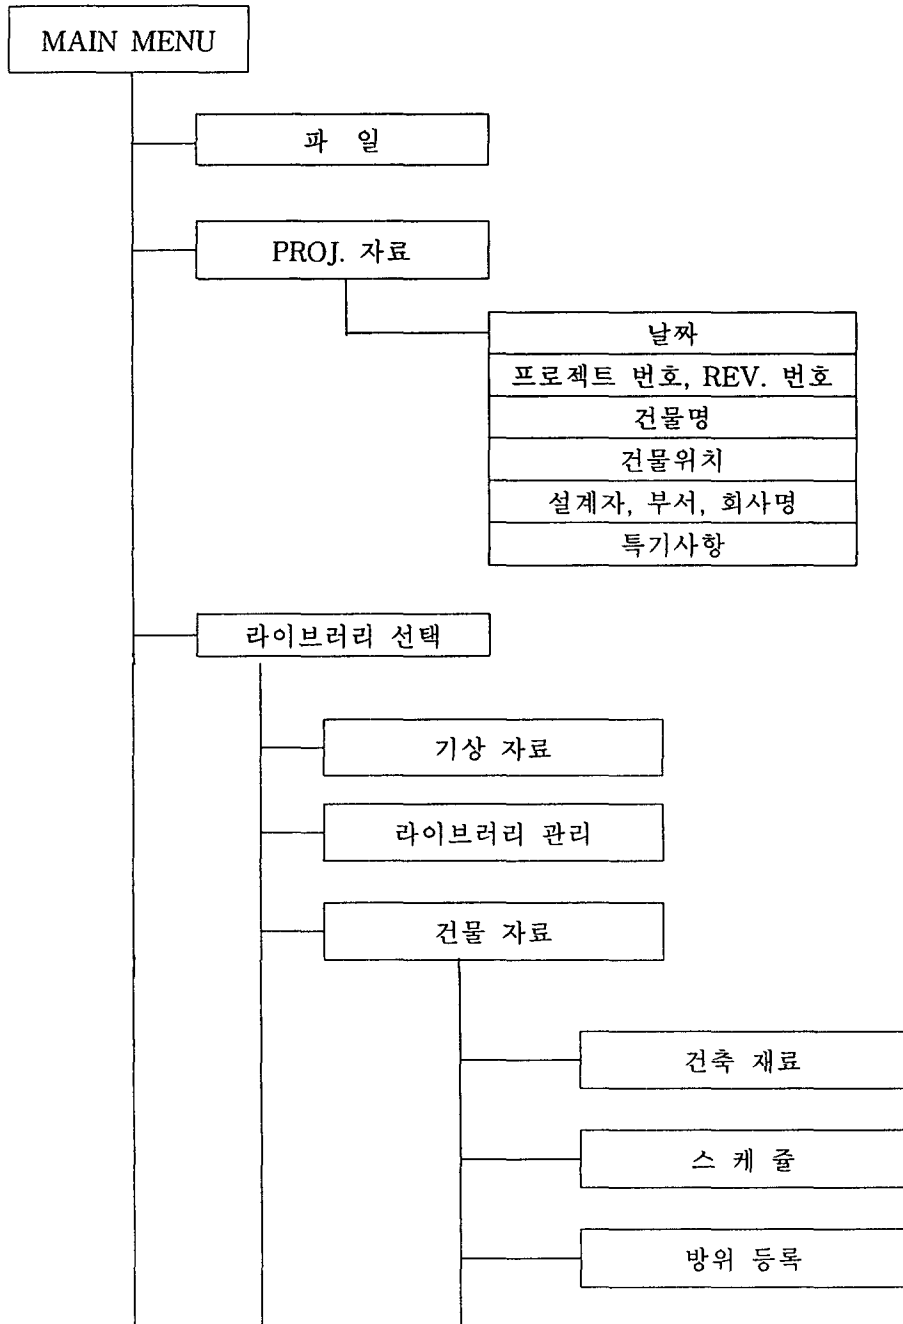 MAIN MENU
파 일
PROJ. 자료
날짜
프로젝트 번호, REV. 번호
건물명
건물위치
설계자, 부서, 회사명
특기사항
라이브러리 선택
기상 자료
라이브러리 관리
건물 자료
건축 재료
스 케 쥴
방위 등록